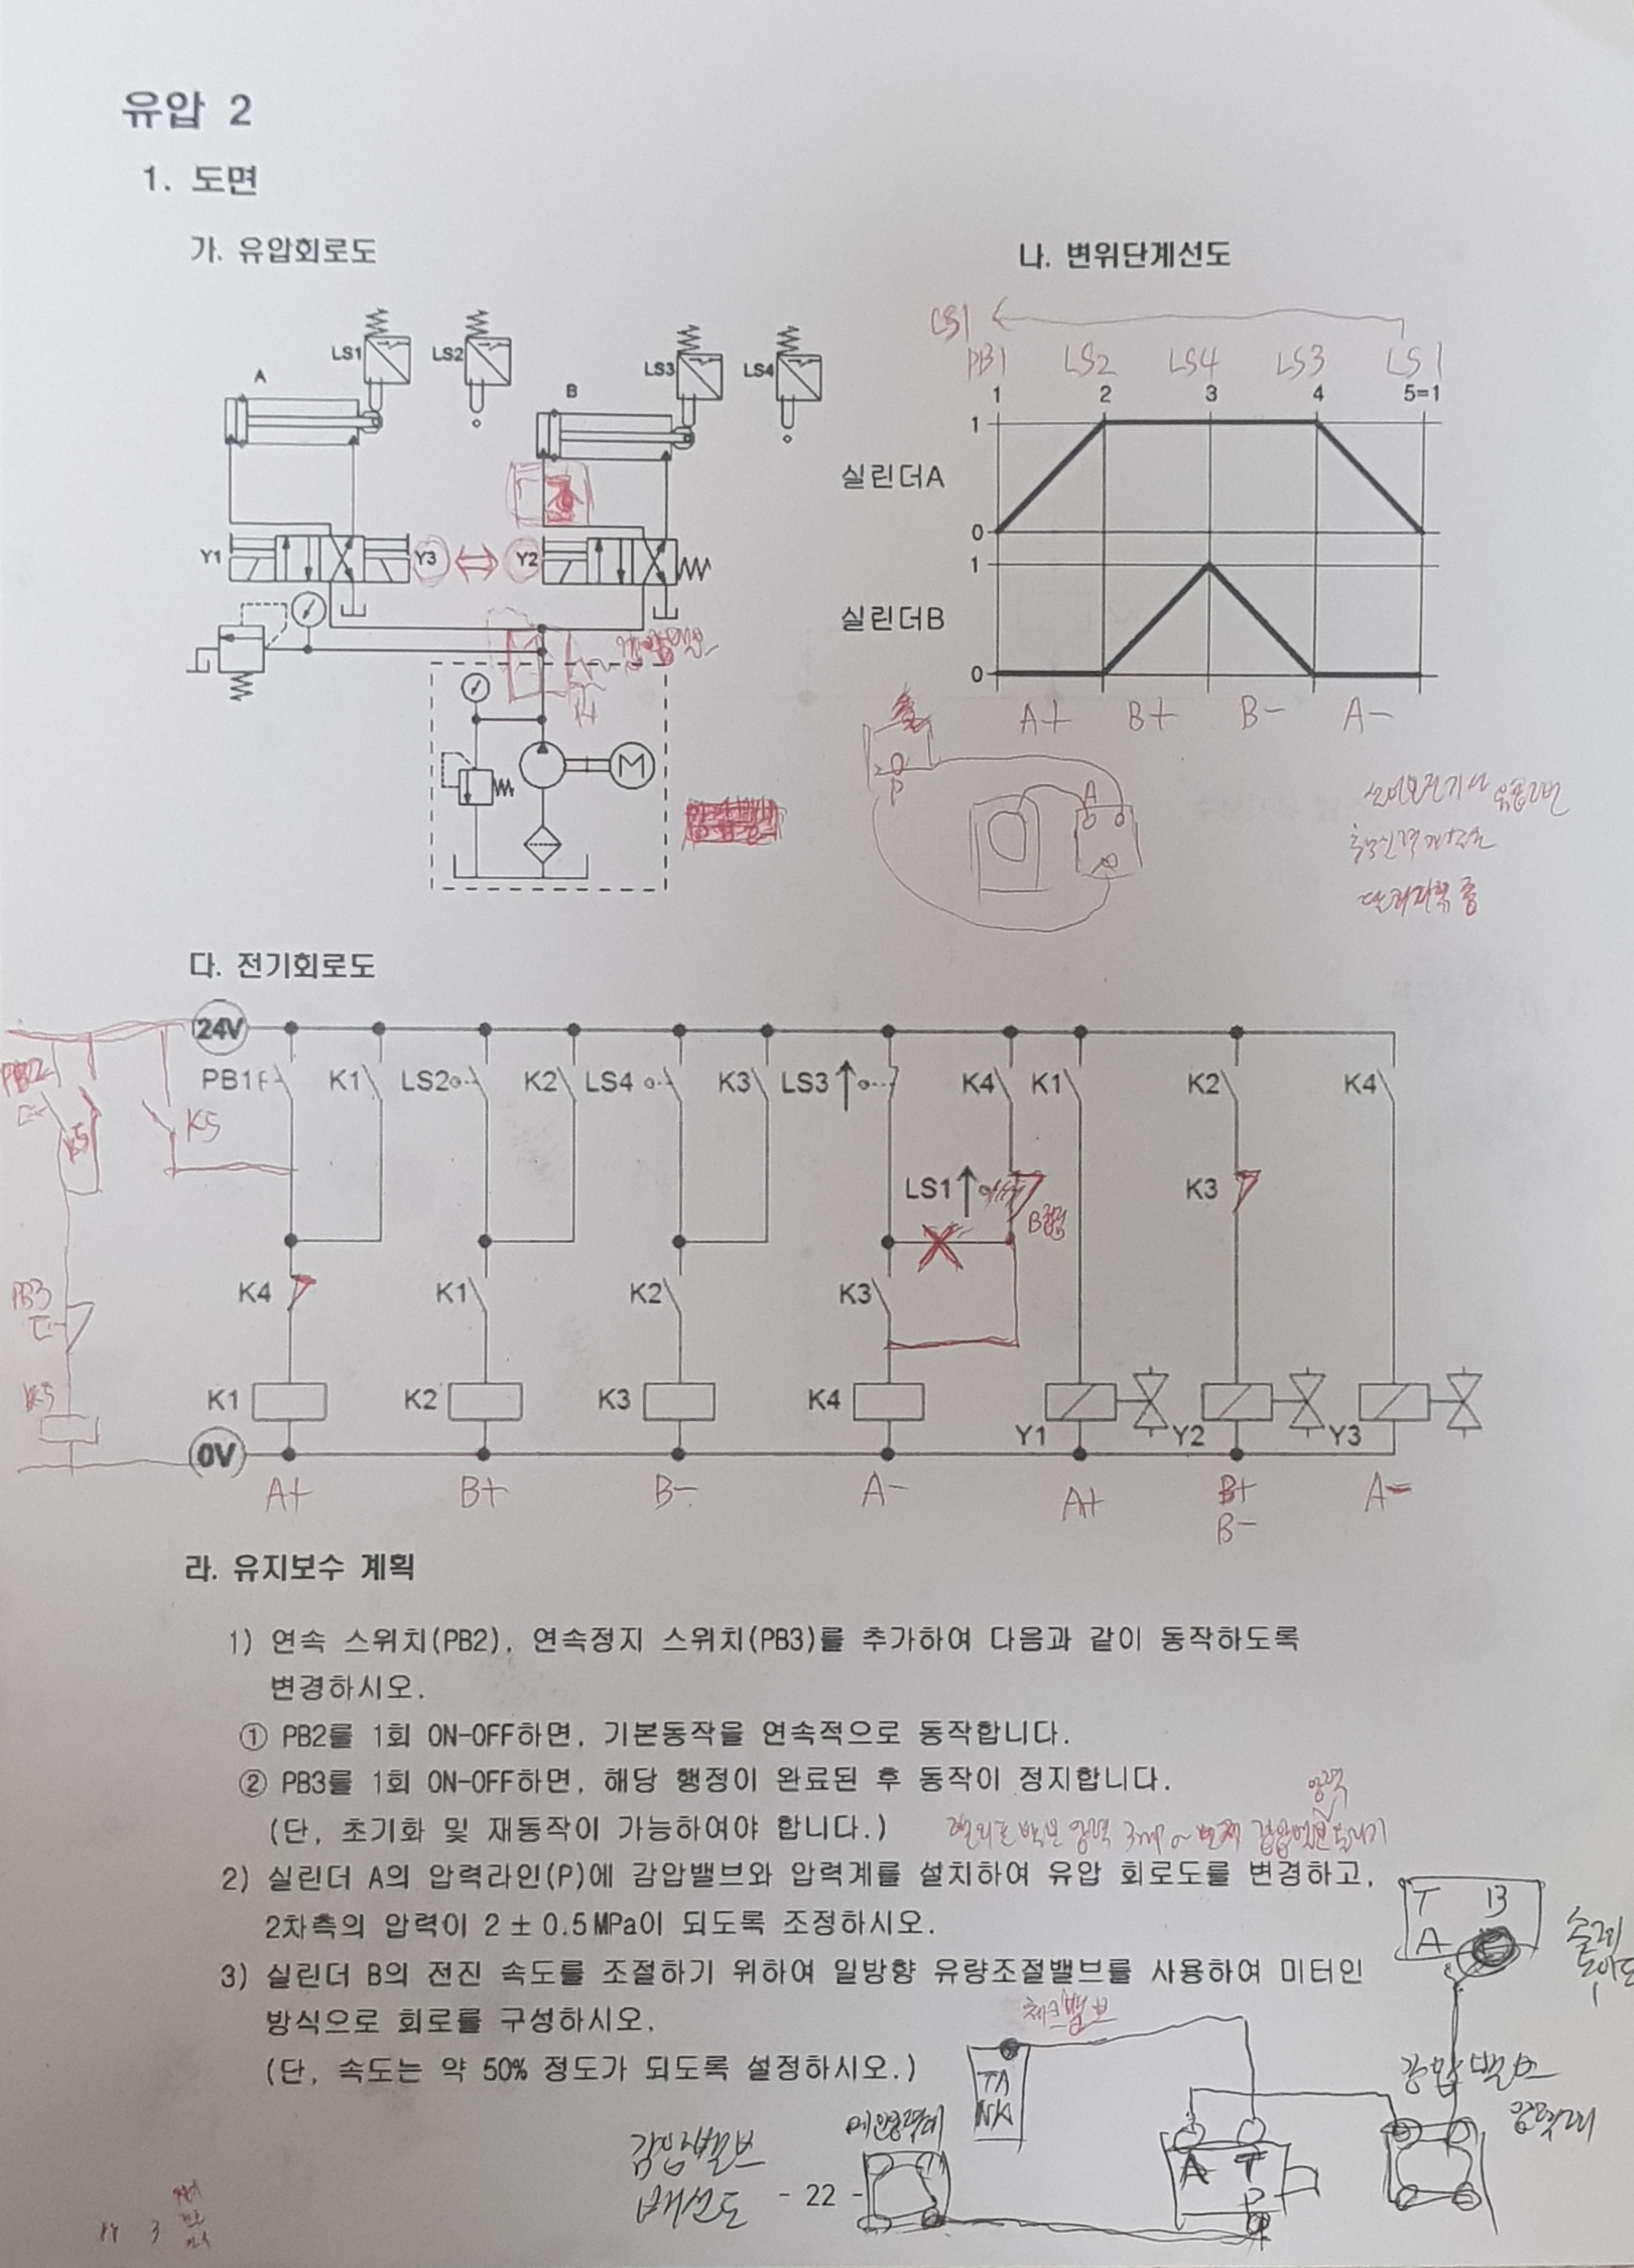 유압 2
1. 도면
가. 유압회로도
나. 변위단계선도
LS1
PB1 LS2 LS4 LS3 LS1
1 2 3 4 5=1
LS1 LS2 LS3 LS4
A B
1
실린더A
0
1
실린더B
0
A+ B+ B- A-
Y1 Y3 Y2
M
P
A
다. 전기회로도
24V
PB1 K1 LS2 K2 LS4 K3 LS3 K4 K1 K2 K4
PB2
K5 K5
LS1 K3
B접점
K4 K1 K2 K3
PB3
K5
K1 K2 K3 K4
Y1 Y2 Y3
0V
A+ B+ B- A- A+ B+ A-
B-
라. 유지보수 계획
1) 연속 스위치(PB2), 연속정지 스위치(PB3)를 추가하여 다음과 같이 동작하도록
변경하시오.
① PB2를 1회 ON-OFF하면, 기본동작을 연속적으로 동작합니다.
② PB3를 1회 ON-OFF하면, 해당 행정이 완료된 후 동작이 정지합니다.
(단, 초기화 및 재동작이 가능하여야 합니다.)
2) 실린더 A의 압력라인(P)에 감압밸브와 압력계를 설치하여 유압 회로도를 변경하고,
2차측의 압력이 2 ± 0.5MPa이 되도록 조정하시오.
T B
A
3) 실린더 B의 전진 속도를 조절하기 위하여 일방향 유량조절밸브를 사용하여 미터인
방식으로 회로를 구성하시오.
체크밸브
(단, 속도는 약 50% 정도가 되도록 설정하시오.)
TANK
감압밸브
압력계
감압밸브
배선도
A T
P
- 22 -